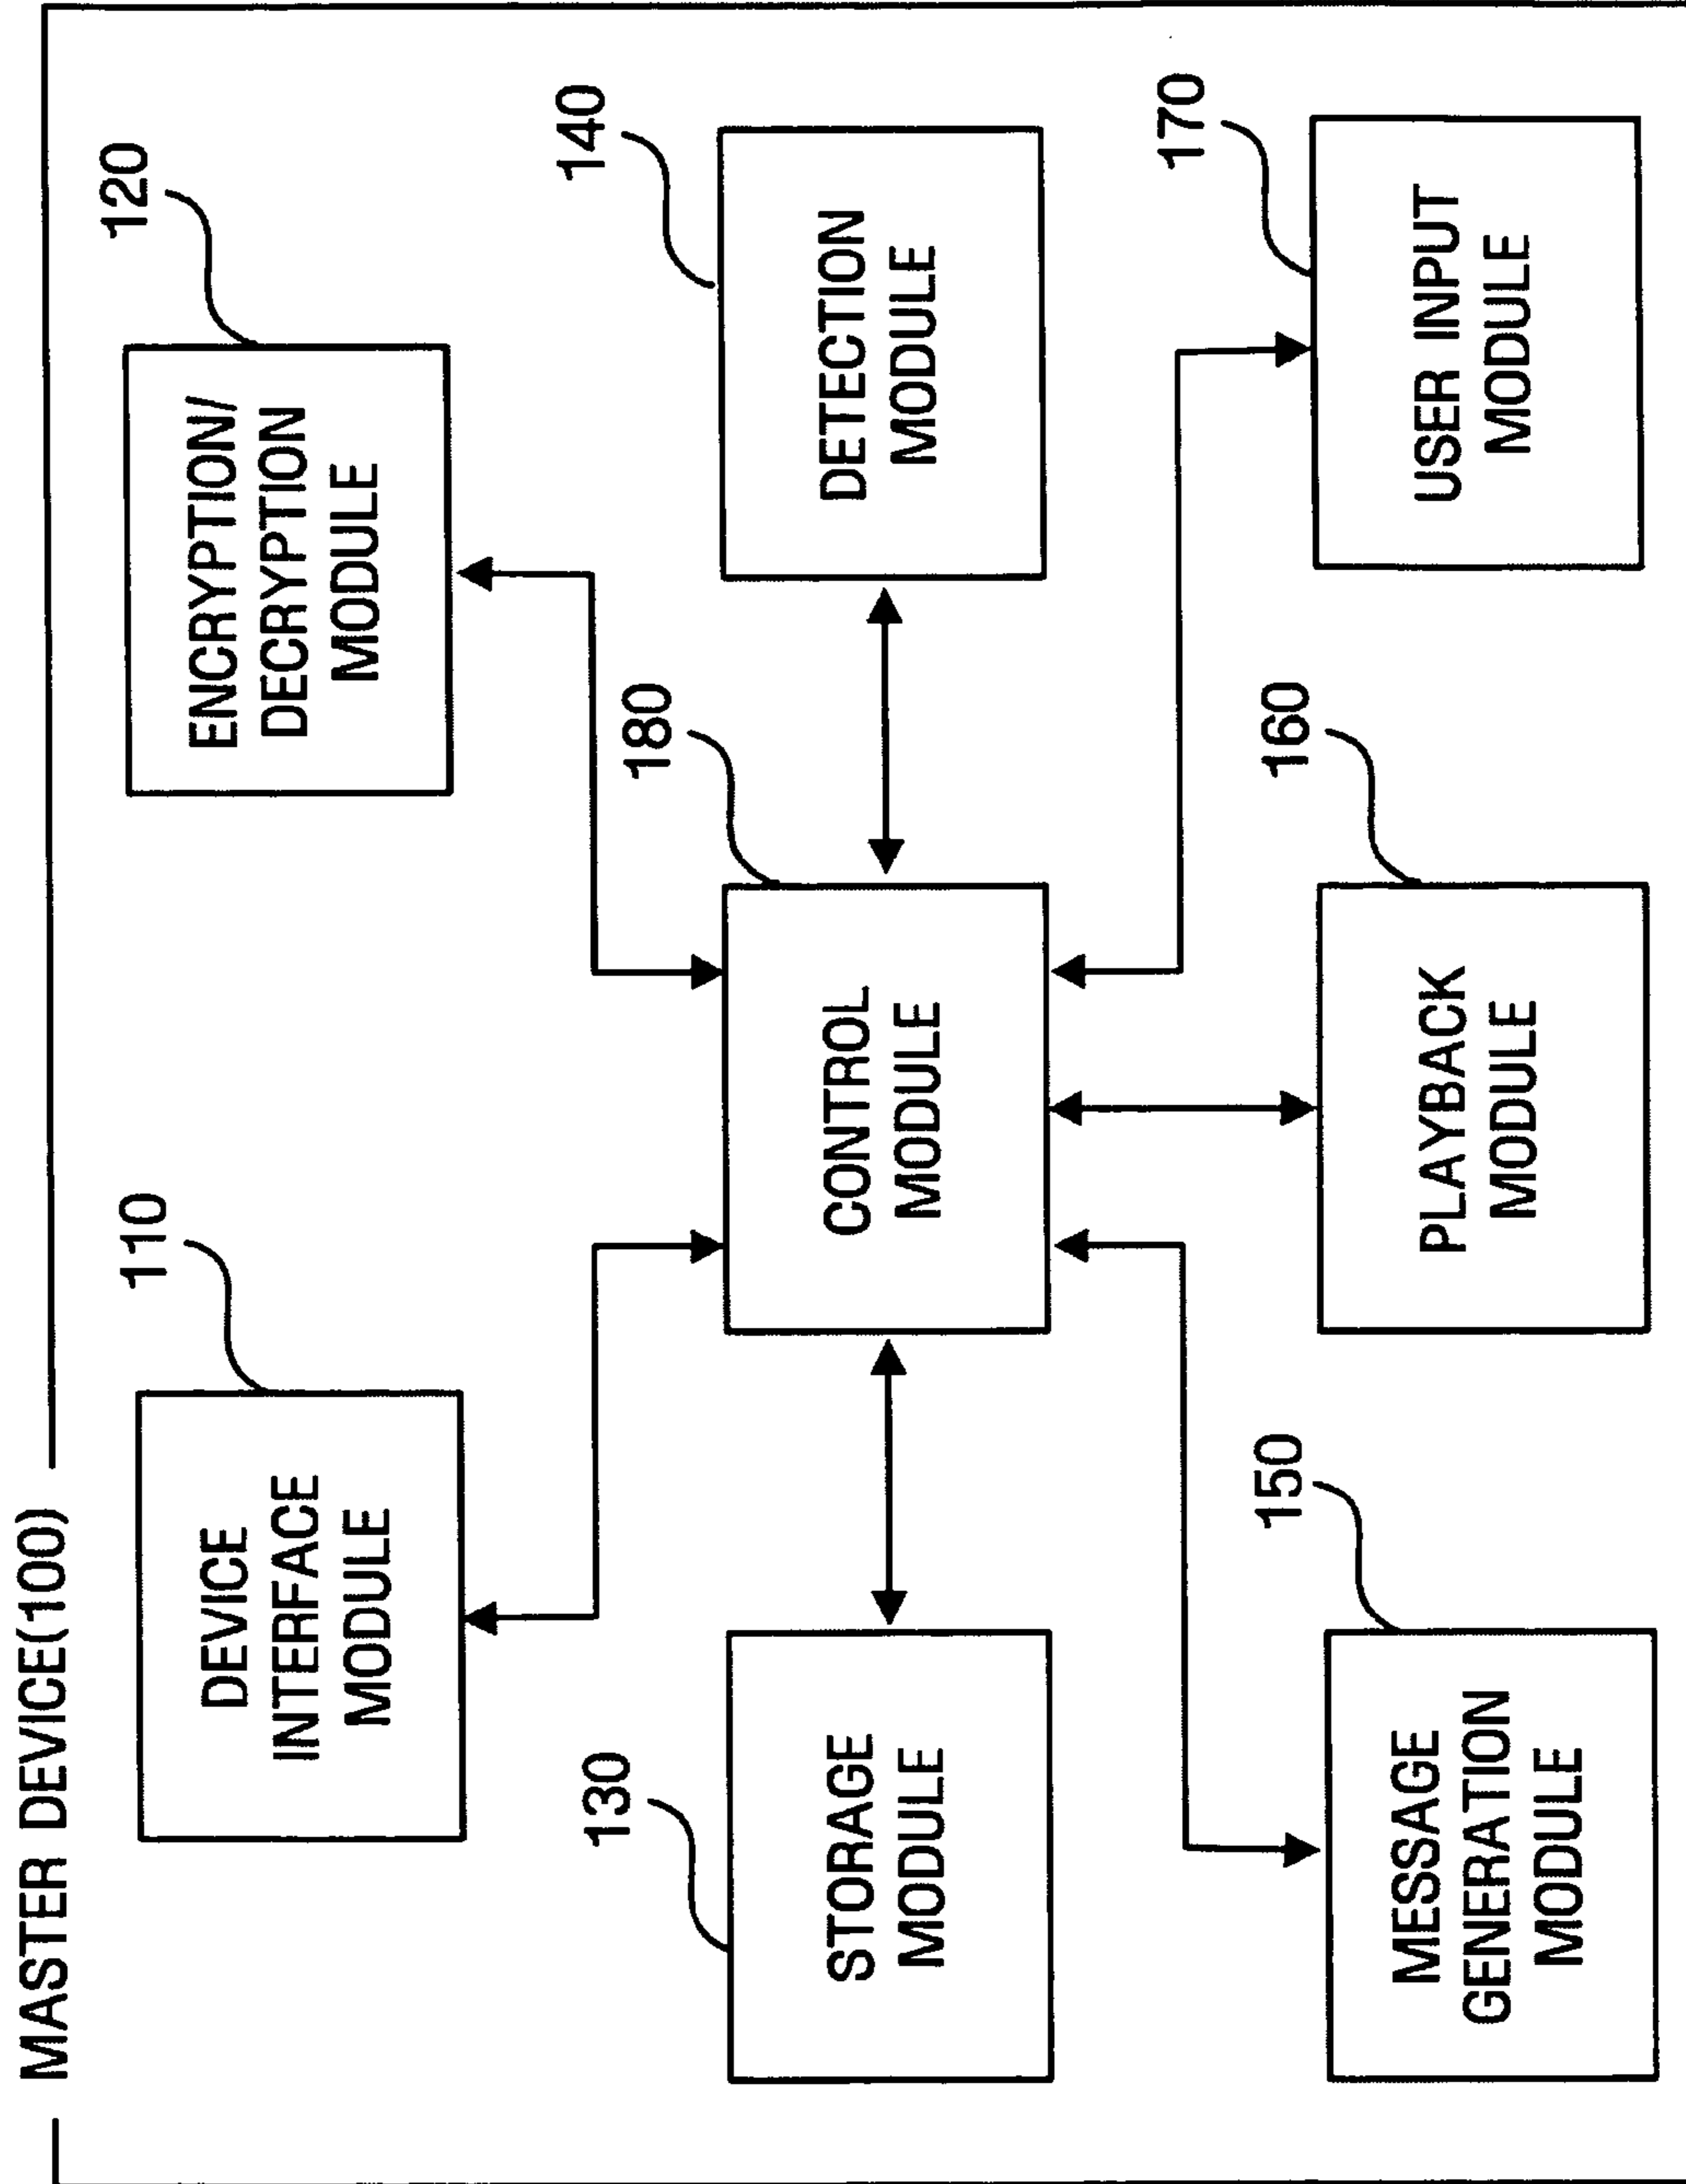 MASTER DEVICE(100)
110
DEVICE
INTERFACE
MODULE
120
ENCRYPTION/
DECRYPTION
MODULE
130
STORAGE
MODULE
180
CONTROL
MODULE
140
DETECTION
MODULE
150
MESSAGE
GENERATION
MODULE
160
PLAYBACK
MODULE
170
USER INPUT
MODULE